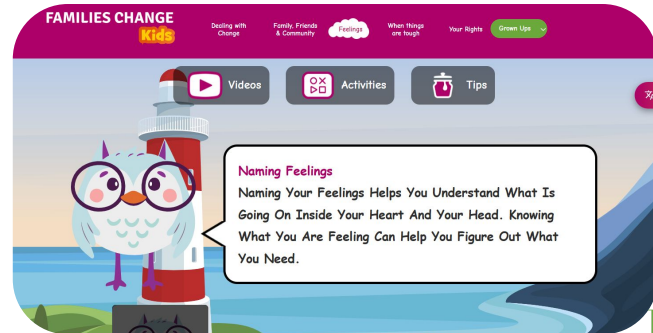 FAMILIES CHANGE
Kids
Dealing with
Change
Family, Friends
& Community
Feelings
When things
are tough
Your Rights
Grown Ups
Videos
Activities
Tips
Naming Feelings
Naming Your Feelings Helps You Understand What Is
Going On Inside Your Heart And Your Head. Knowing
What You Are Feeling Can Help You Figure Out What
You Need.